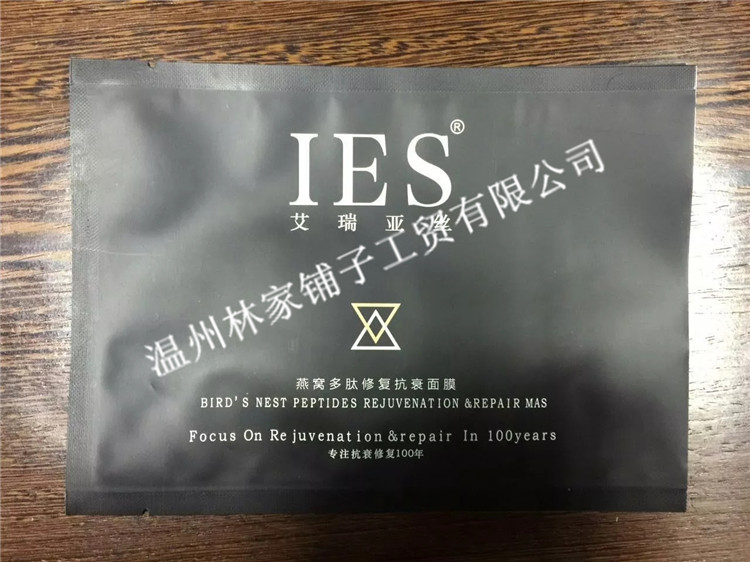 IES®
艾瑞亚丝
温州林家铺子工贸有限公司
燕窝多肽修复抗衰面膜
BIRD'S NEST PEPTIDES REJUVENATION &REPAIR MAS
Focus On Rejuvenation &repair In 100years
专注抗衰修复100年